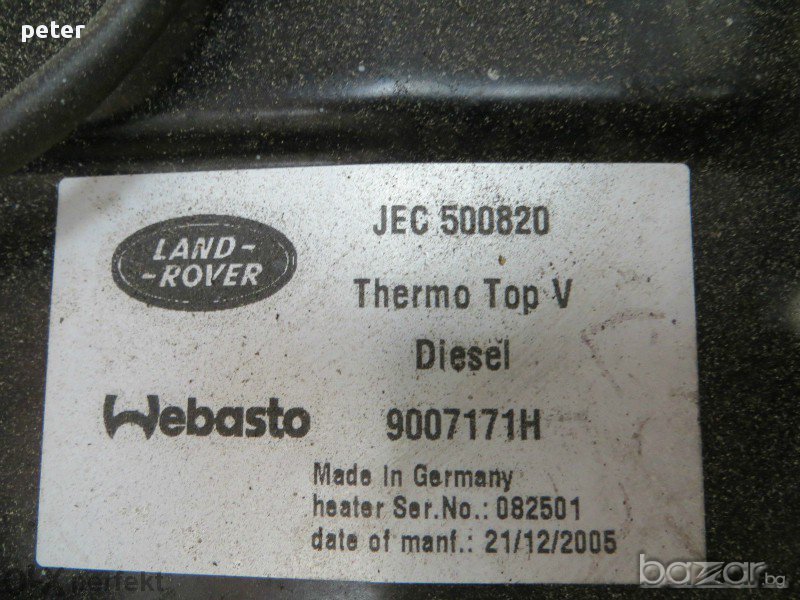 peter
JEC 500820
LAND-
-ROVER
Thermo Top V
Diesel
Webasto 9007171H
Made In Germany
heater Ser.No.: 082501
date of manf.: 21/12/2005
perfekt
bazar.bg